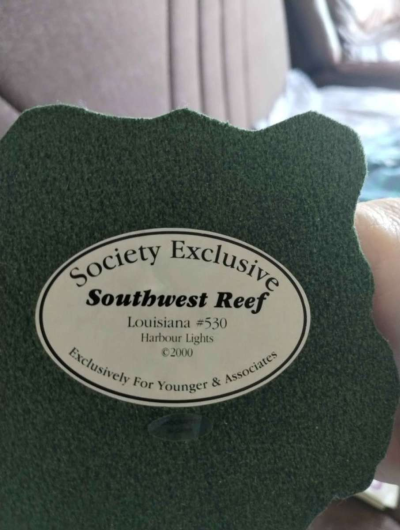 Society Exclusive
Southwest Reef
Louisiana #530
Harbour Lights
©2000
Exclusively For Younger & Associates